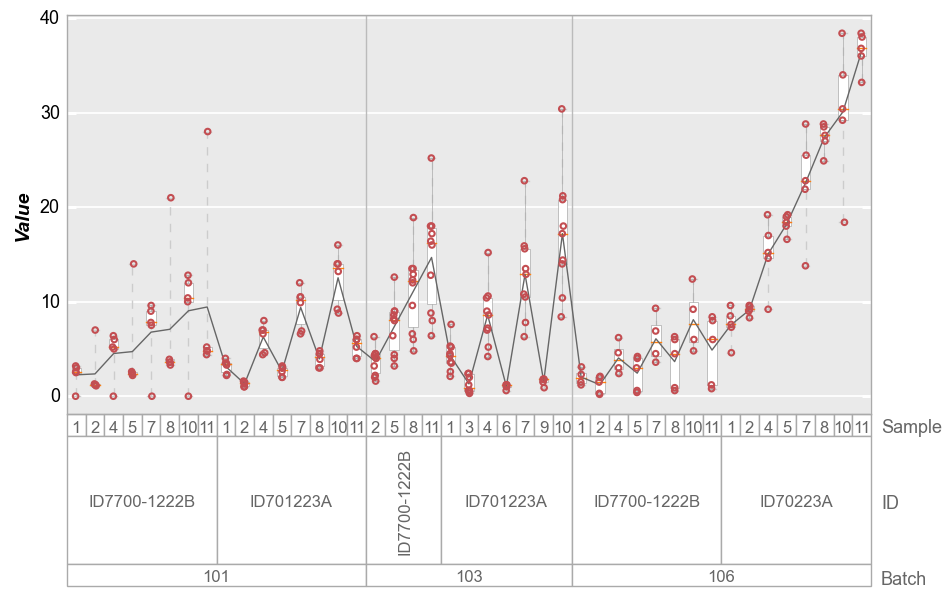 40
30
20
10
0
Value
1 2 4 5 7 8 10 11 1 2 4 5 7 8 10 11 2 5 8 11 1 3 4 6 7 9 10 1 2 4 5 7 8 10 11 1 2 4 5 7 8 10 11 Sample
ID7700-1222B ID701223A ID7700-1222B ID701223A ID7700-1222B ID70223A ID
101 103 106 Batch